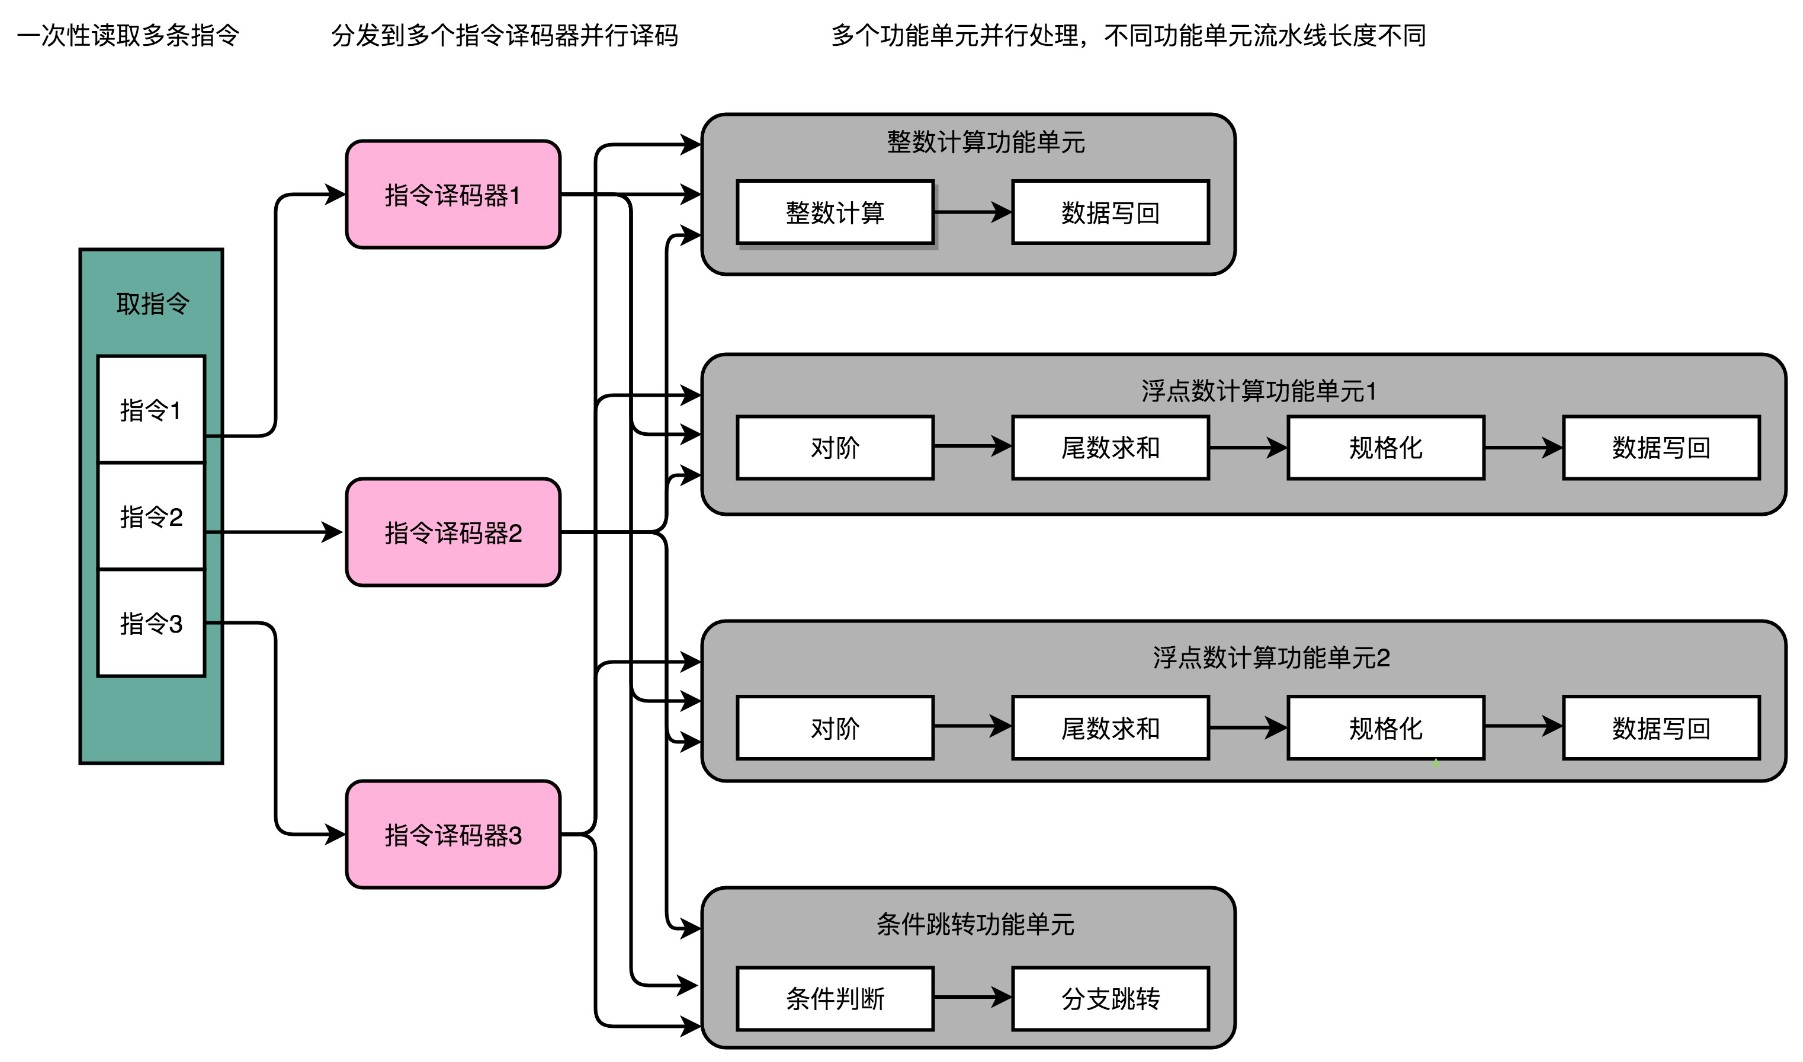 一次性读取多条指令
分发到多个指令译码器并行译码
多个功能单元并行处理，不同功能单元流水线长度不同
取指令
指令1
指令2
指令3
指令译码器1
指令译码器2
指令译码器3
整数计算功能单元
整数计算
数据写回
浮点数计算功能单元1
对阶
尾数求和
规格化
数据写回
浮点数计算功能单元2
对阶
尾数求和
规格化
数据写回
条件跳转功能单元
条件判断
分支跳转